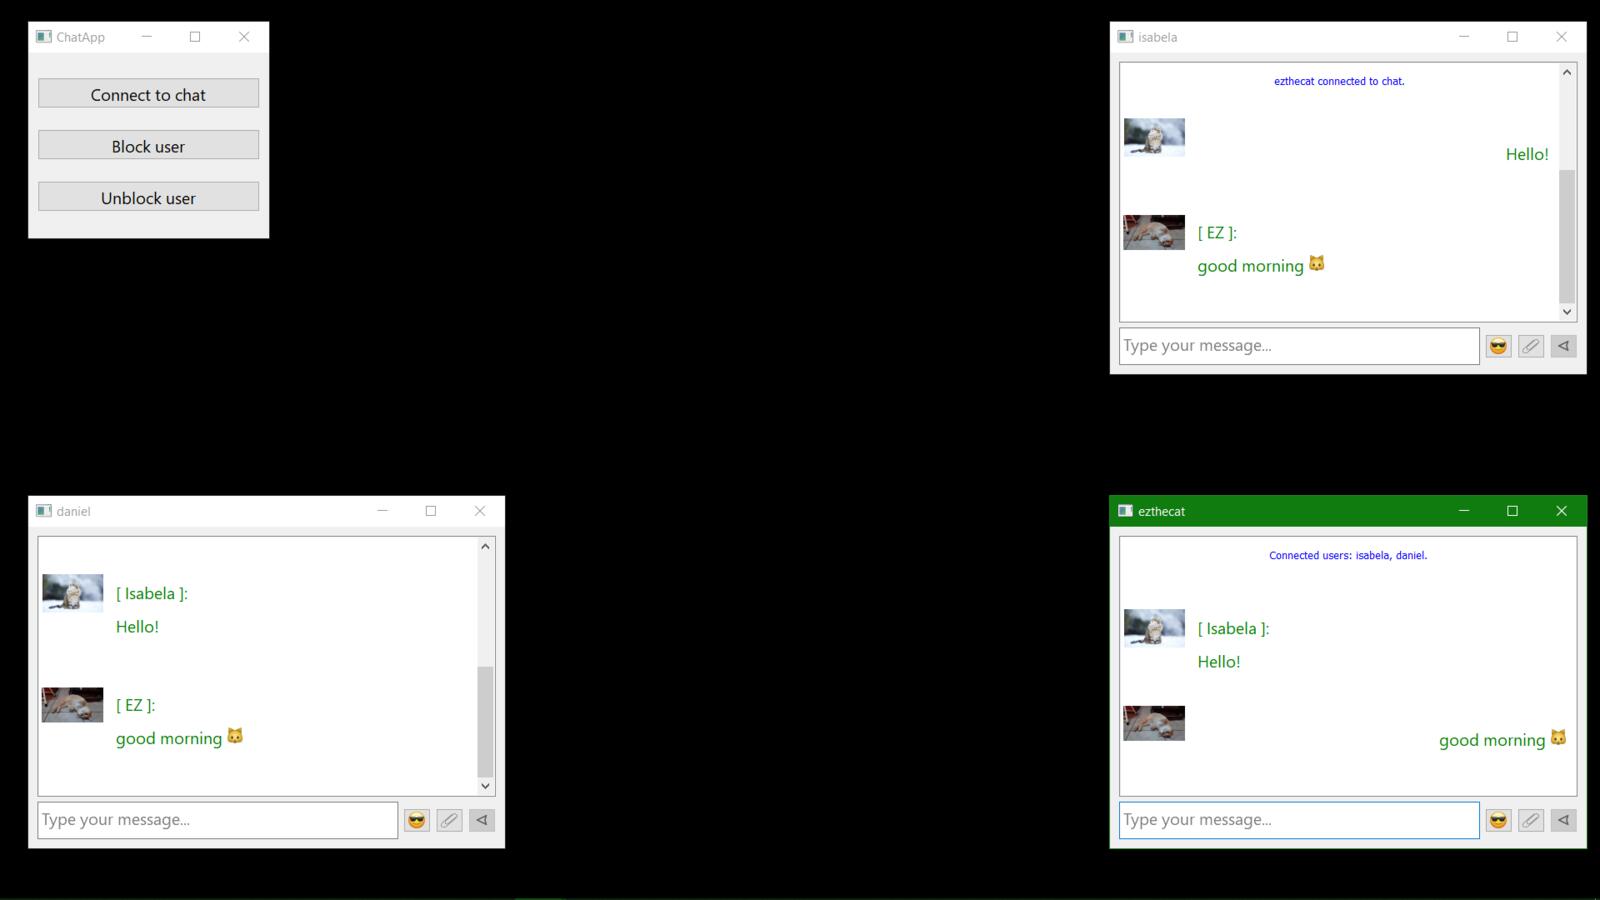 ChatApp
Connect to chat
Block user
Unblock user
isabela
ezthecat connected to chat.
Hello!
[ EZ ]:
good morning 🐱
Type your message...
daniel
[ Isabela ]:
Hello!
[ EZ ]:
good morning 🐱
Type your message...
ezthecat
Connected users: isabela, daniel.
[ Isabela ]:
Hello!
good morning 🐱
Type your message...